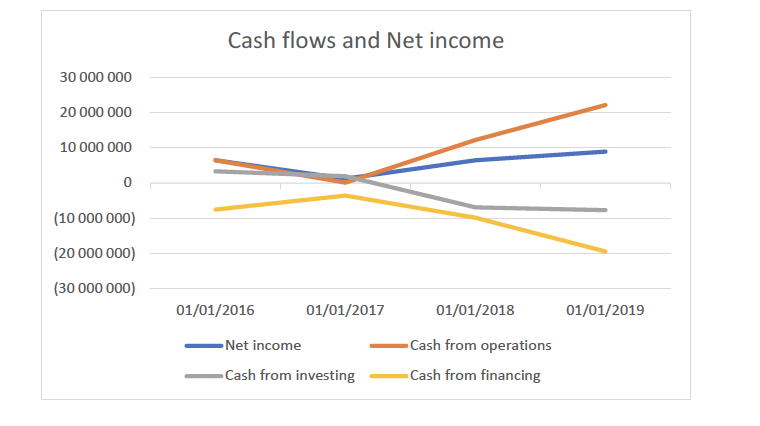 Cash flows and Net income
30 000 000
20 000 000
10 000 000
0
(10 000 000)
(20 000 000)
(30 000 000)
01/01/2016 01/01/2017 01/01/2018 01/01/2019
Net income Cash from operations
Cash from investing Cash from financing